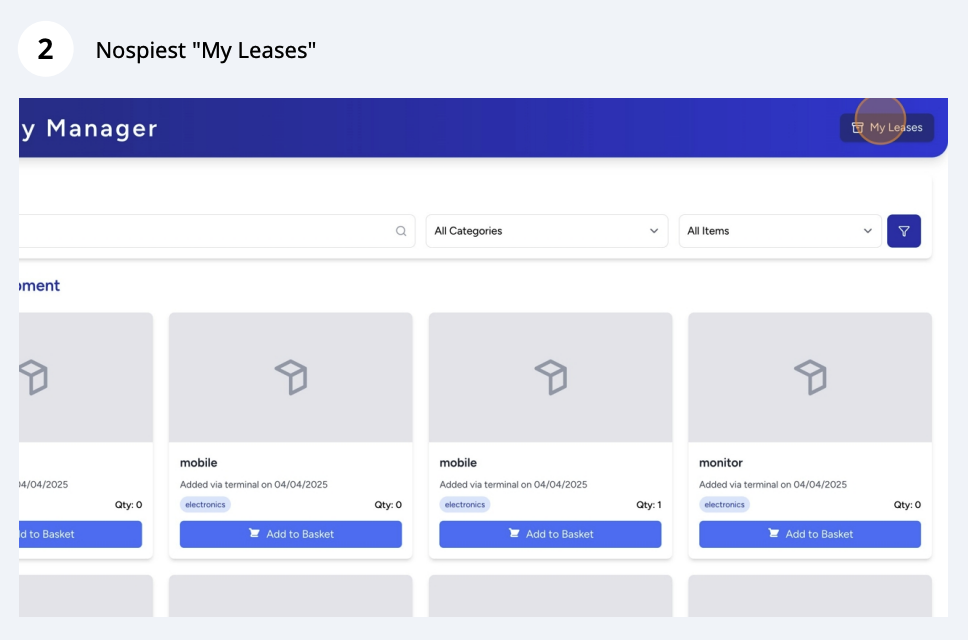 2 Nospiest "My Leases"
y Manager My Leases
All Categories All Items
pment
mobile mobile monitor
04/04/2025 Added via terminal on 04/04/2025 Added via terminal on 04/04/2025 Added via terminal on 04/04/2025
Qty: 0 electronics Qty: 0 electronics Qty: 1 electronics Qty: 0
d to Basket Add to Basket Add to Basket Add to Basket